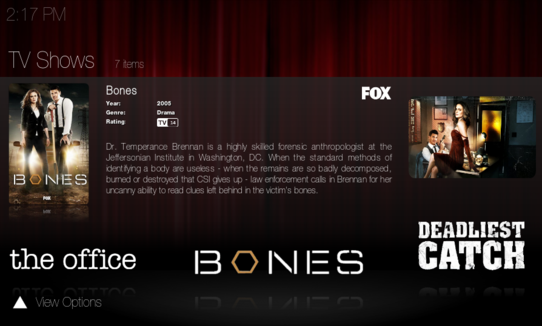 2:17 PM
TV Shows 7 Items
Bones
FOX
Year: 2005
Genre: Drama
Rating: TV 14
Dr. Temperance Brennan is a highly skilled forensic anthropologist at the
Jeffersonian Institute in Washington, DC. When the standard methods of
identifying a body are useless - when the remains are so badly decomposed,
burned or destroyed that CSI gives up - law enforcement calls in Brennan for her
uncanny ability to read clues left behind in the victim's bones.
BONES
FOX
the office
BONES
DEADLIEST
CATCH
View Options